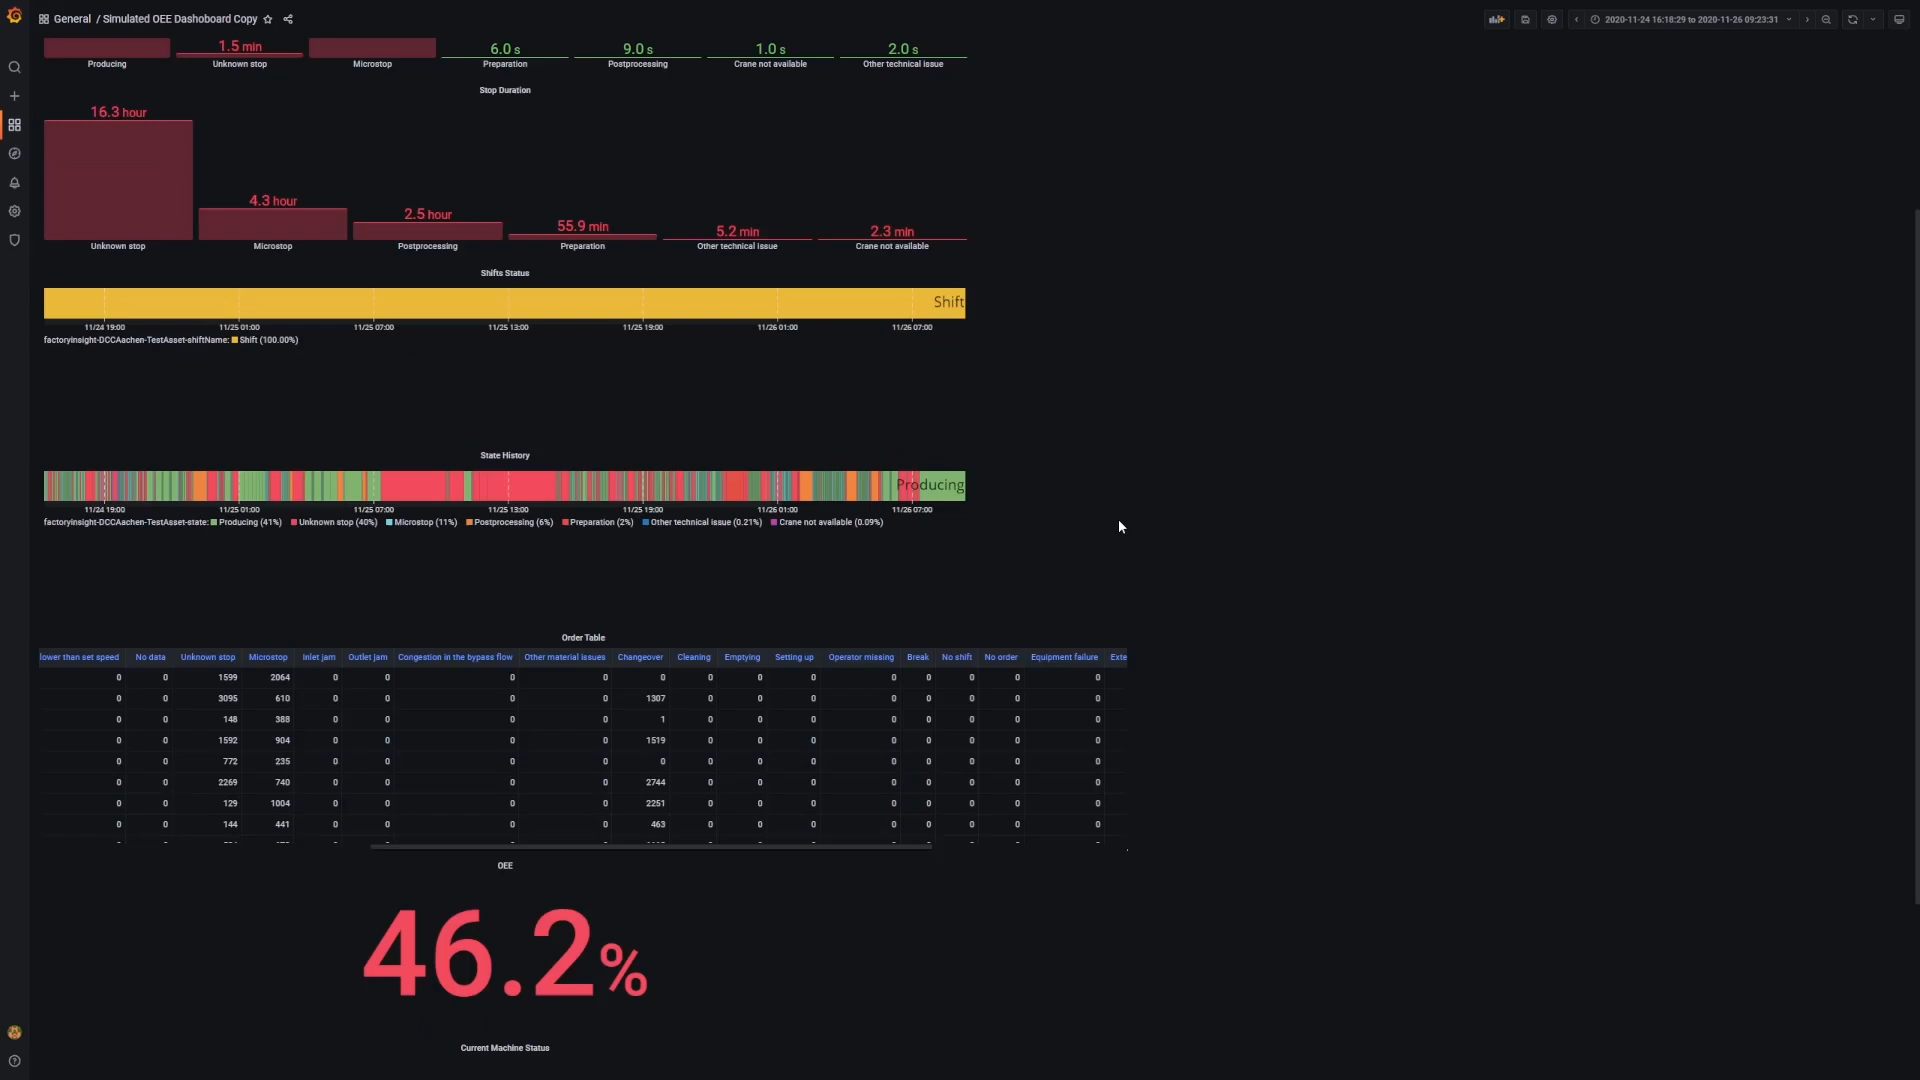 General / Simulated OEE Dashoboard Copy
2020-11-24 16:18:29 to 2020-11-26 09:23:31
1.5 min 6.0 s 9.0 s 1.0 s 2.0 s
Producing Unknown stop Microstop Preparation Postprocessing Crane not available Other technical issue
Stop Duration
16.3 hour
4.3 hour
2.5 hour
55.9 min
5.2 min
2.3 min
Unknown stop Microstop Postprocessing Preparation Other technical issue Crane not available
Shifts Status
Shift
11/24 19:00 11/25 01:00 11/25 07:00 11/25 13:00 11/25 19:00 11/26 01:00 11/26 07:00
factoryinsight-DCCAachen-TestAsset-shiftName: Shift (100.00%)
State History
Producing
11/24 19:00 11/25 01:00 11/25 07:00 11/25 13:00 11/25 19:00 11/26 01:00 11/26 07:00
factoryinsight-DCCAachen-TestAsset-state: Producing (41%) Unknown stop (40%) Microstop (11%) Postprocessing (6%) Preparation (2%) Other technical issue (0.21%) Crane not available (0.09%)
Order Table
lower than set speed No data Unknown stop Microstop Inlet jam Outlet jam Congestion in the bypass flow Other material issues Changeover Cleaning Emptying Setting up Operator missing Break No shift No order Equipment failure Exte
0 0 1599 2064 0 0 0 0 0 0 0 0 0 0 0 0 0
0 0 3095 610 0 0 0 0 1307 0 0 0 0 0 0 0 0
0 0 148 388 0 0 0 0 1 0 0 0 0 0 0 0 0
0 0 1592 904 0 0 0 0 1519 0 0 0 0 0 0 0 0
0 0 772 235 0 0 0 0 0 0 0 0 0 0 0 0 0
0 0 2269 740 0 0 0 0 2744 0 0 0 0 0 0 0 0
0 0 129 1004 0 0 0 0 2251 0 0 0 0 0 0 0 0
0 0 144 441 0 0 0 0 463 0 0 0 0 0 0 0 0
OEE
46.2%
Current Machine Status